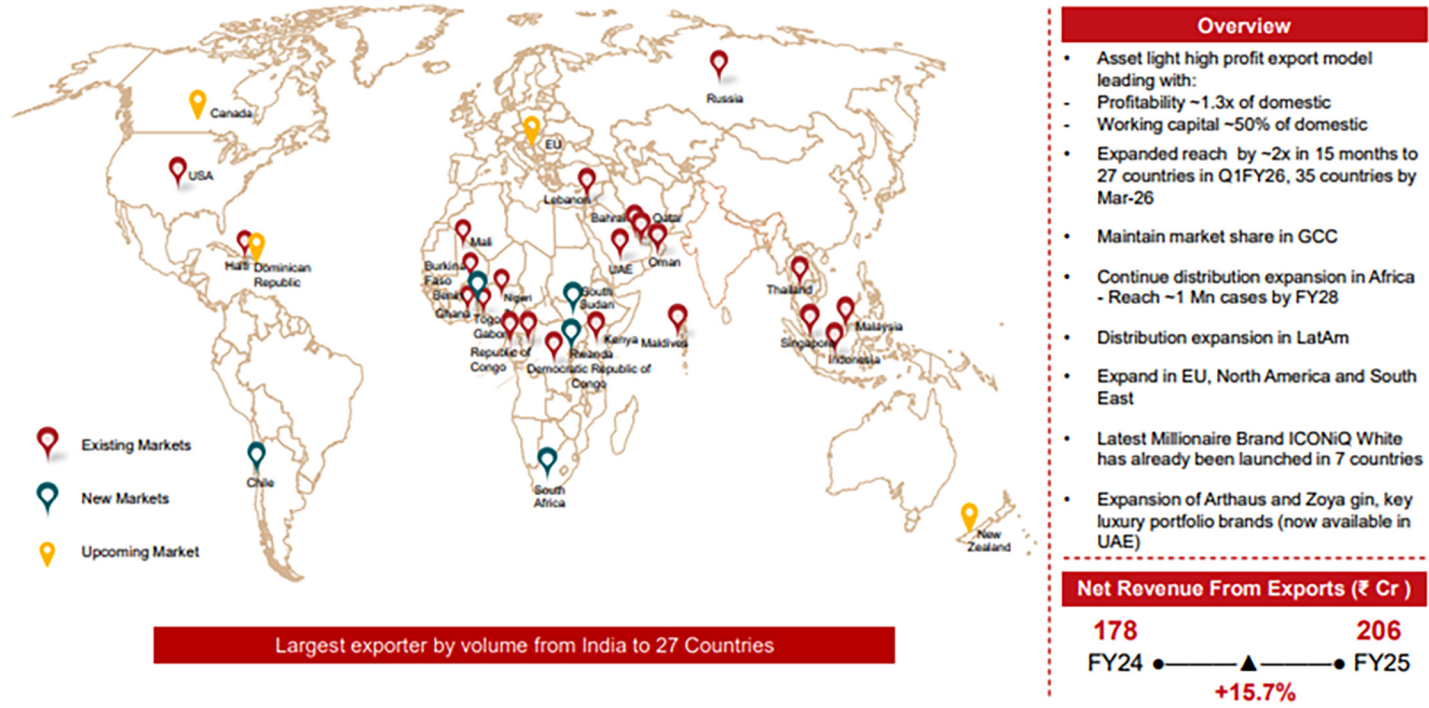 Canada
USA
Haiti
Dominican
Republic
Chile
Russia
EU
Lebanon
Bahrain
Qatar
UAE
Oman
Mali
Burkina
Faso
Benin
Niger
Ghana
Togo
Gabon
Republic of
Congo
South
Sudan
Rwanda
Kenya
Democratic Republic of
Congo
Maldives
South
Africa
Thailand
Malaysia
Singapore
Indonesia
New
Zealand
Existing Markets
New Markets
Upcoming Market
Largest exporter by volume from India to 27 Countries
Overview
• Asset light high profit export model
leading with:
- Profitability ~1.3x of domestic
- Working capital ~50% of domestic
• Expanded reach by ~2x in 15 months to
27 countries in Q1FY26, 35 countries by
Mar-26
• Maintain market share in GCC
• Continue distribution expansion in Africa
- Reach ~1 Mn cases by FY28
• Distribution expansion in LatAm
• Expand in EU, North America and South
East
• Latest Millionaire Brand ICONiQ White
has already been launched in 7 countries
• Expansion of Arthaus and Zoya gin, key
luxury portfolio brands (now available in
UAE)
Net Revenue From Exports (₹ Cr )
178 206
FY24 FY25
+15.7%